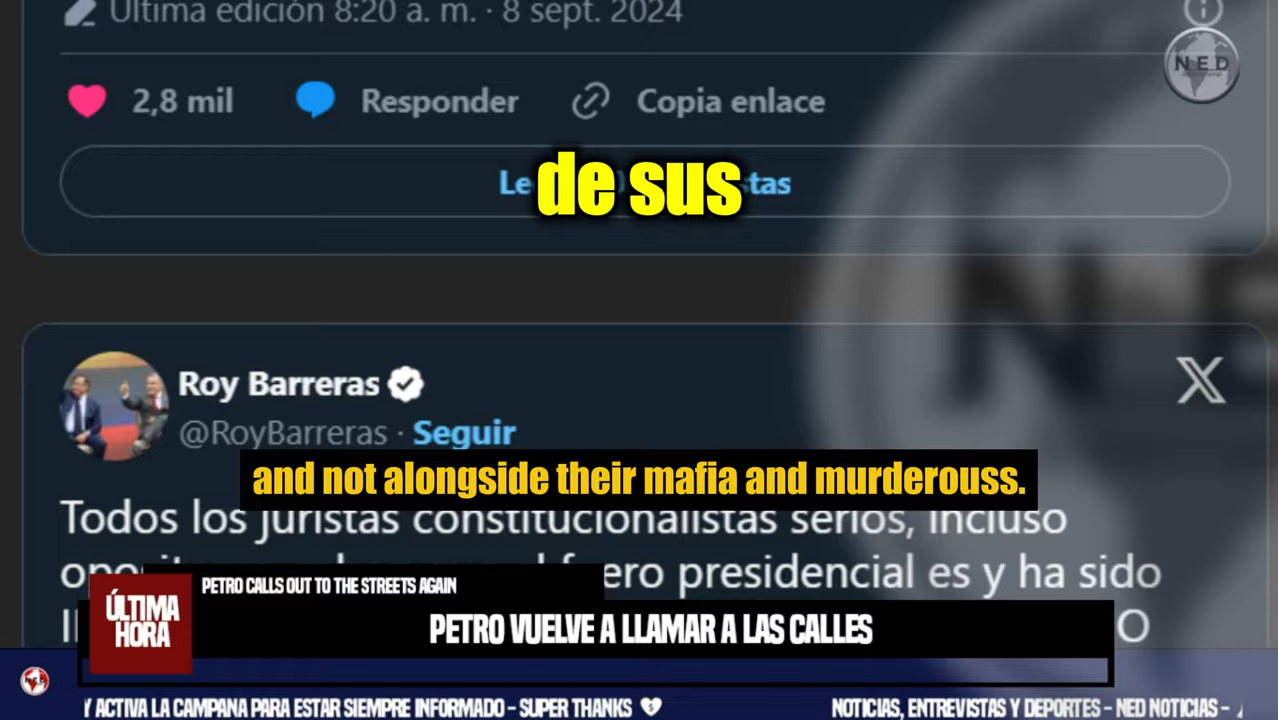 Última edición 8:20 a. m. · 8 sept. 2024
NED
2,8 mil Responder Copia enlace
de sus
Roy Barreras
@RoyBarreras · Seguir
X
and not alongside their mafia and murderouss.
Todos los juristas constitucionalistas serios, incluso
fuero presidencial es y ha sido
PETRO CALLS OUT TO THE STREETS AGAIN
ÚLTIMA
HORA
PETRO VUELVE A LLAMAR A LAS CALLES
Y ACTIVA LA CAMPANA PARA ESTAR SIEMPRE INFORMADO - SUPER THANKS NOTICIAS, ENTREVISTAS Y DEPORTES - NED NOTICIAS -